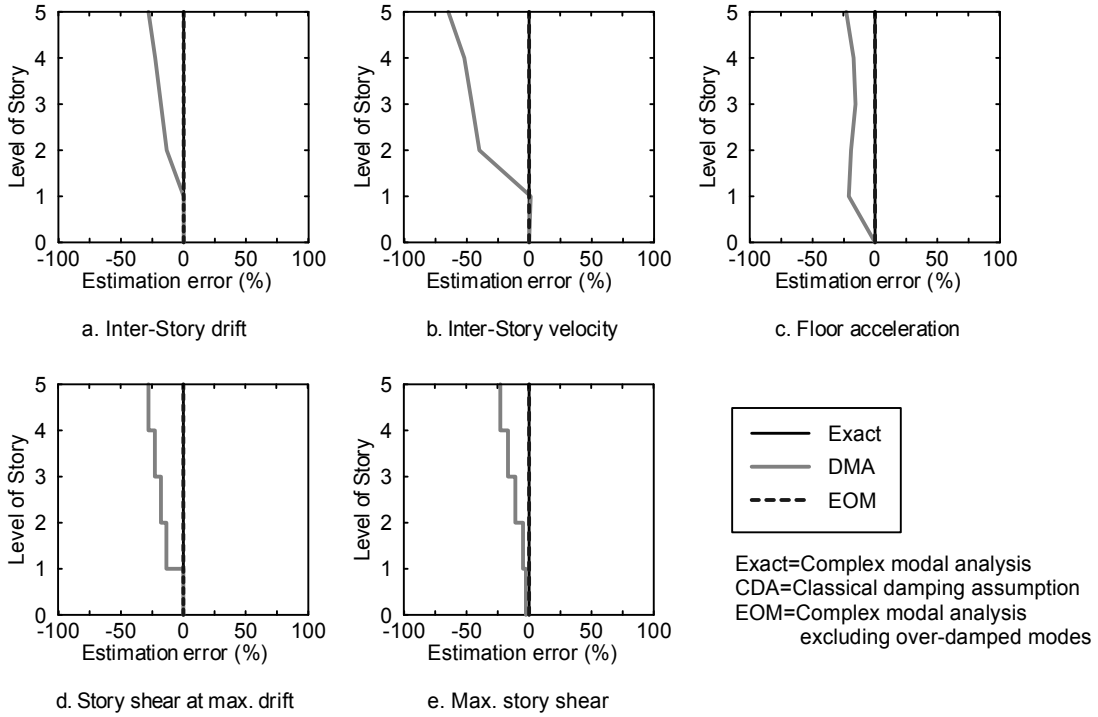 5
4
3
2
1
0
Level of Story
-100 -50 0 50 100
Estimation error (%)
a. Inter-Story drift
5
4
3
2
1
0
Level of Story
-100 -50 0 50 100
Estimation error (%)
b. Inter-Story velocity
5
4
3
2
1
0
Level of Story
-100 -50 0 50 100
Estimation error (%)
c. Floor acceleration
5
4
3
2
1
0
Level of Story
-100 -50 0 50 100
Estimation error (%)
d. Story shear at max. drift
5
4
3
2
1
0
Level of Story
-100 -50 0 50 100
Estimation error (%)
e. Max. story shear
Exact
DMA
EOM
Exact=Complex modal analysis
CDA=Classical damping assumption
EOM=Complex modal analysis
excluding over-damped modes